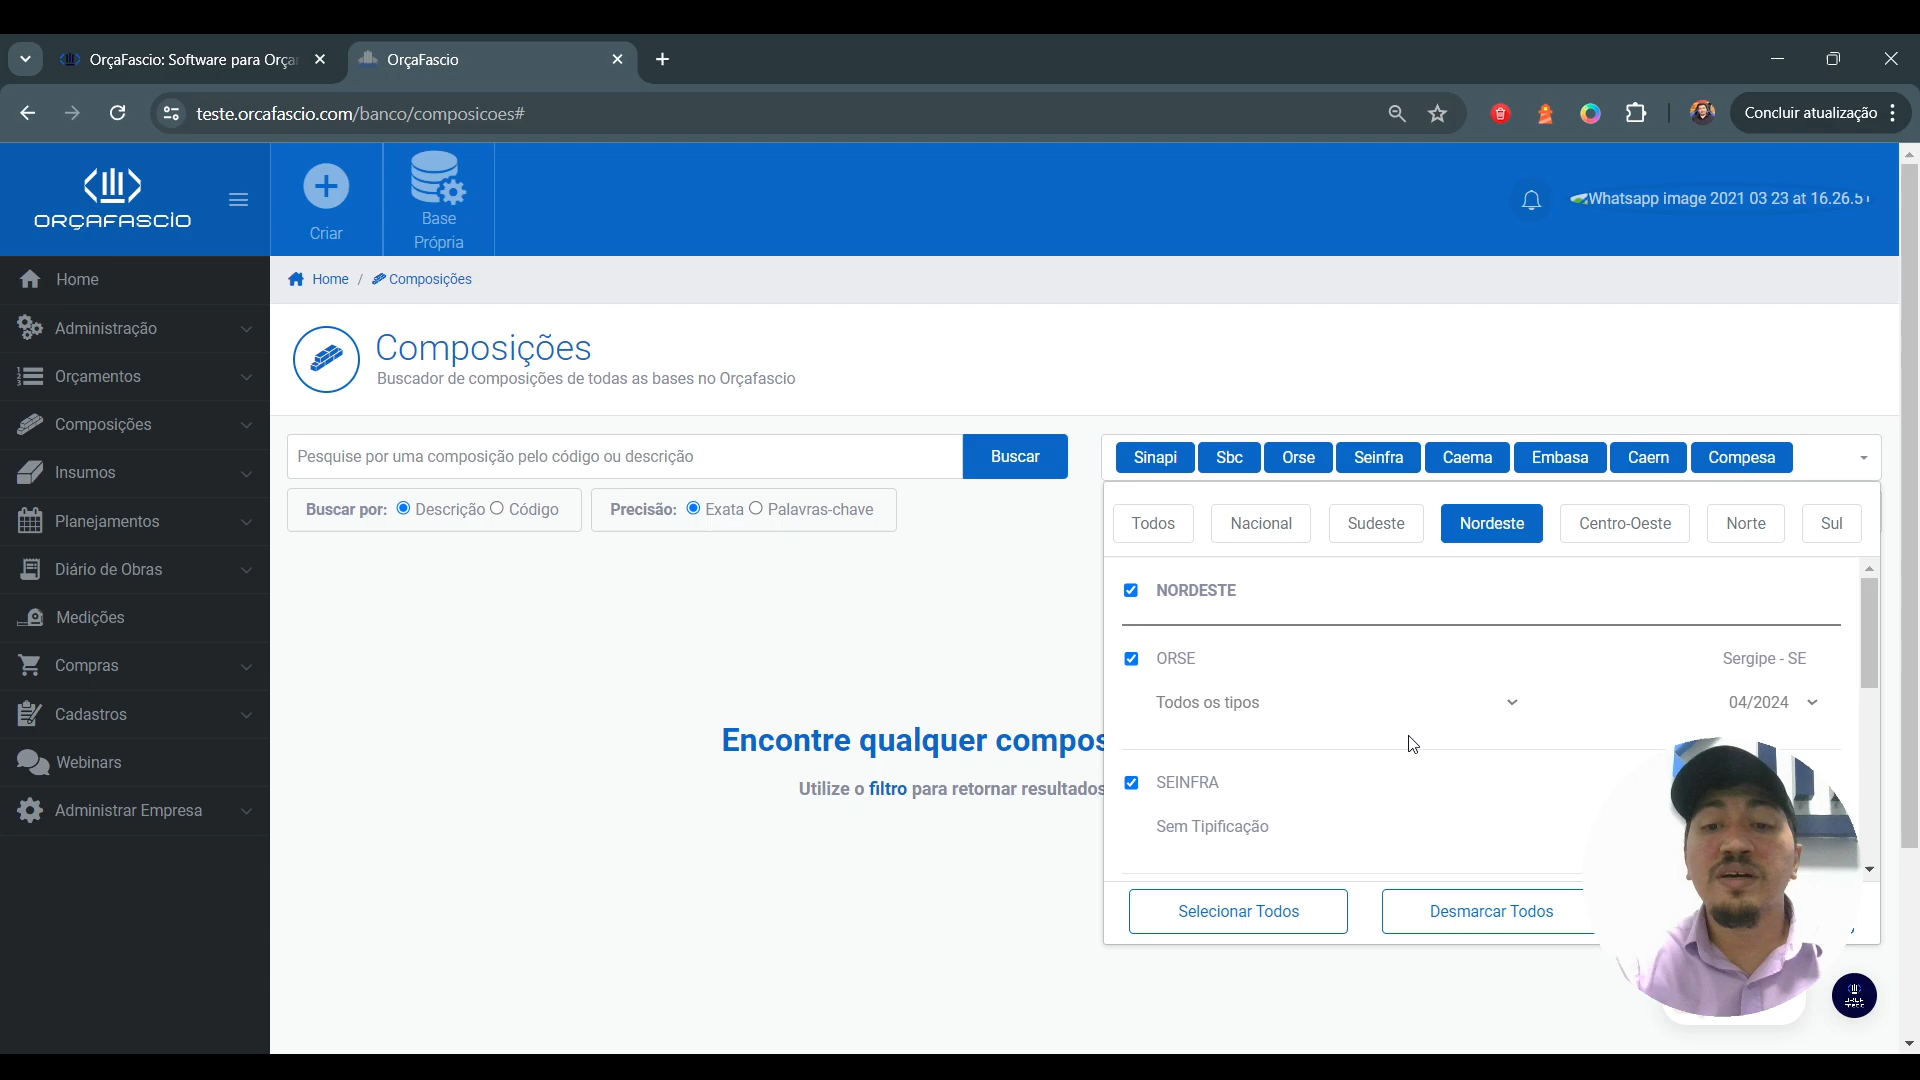 OrçaFascio: Software para Orça
OrçaFascio
teste.orcafascio.com/banco/composicoes#
Concluir atualização
ORÇAFASCIO
Criar
Base
Própria
Whatsapp image 2021 03 23 at 16.26.5
Home
Administração
Orçamentos
Composições
Insumos
Planejamentos
Diário de Obras
Medições
Compras
Cadastros
Webinars
Administrar Empresa
Home / Composições
Composições
Buscador de composições de todas as bases no Orçafascio
Pesquise por uma composição pelo código ou descrição
Buscar
Buscar por: Descrição Código
Precisão: Exata Palavras-chave
Sinapi Sbc Orse Seinfra Caema Embasa Caern Compesa
Todos Nacional Sudeste Nordeste Centro-Oeste Norte Sul
NORDESTE
ORSE Sergipe - SE
Todos os tipos 04/2024
SEINFRA
Sem Tipificação
Selecionar Todos Desmarcar Todos
Encontre qualquer compos
Utilize o filtro para retornar resultados